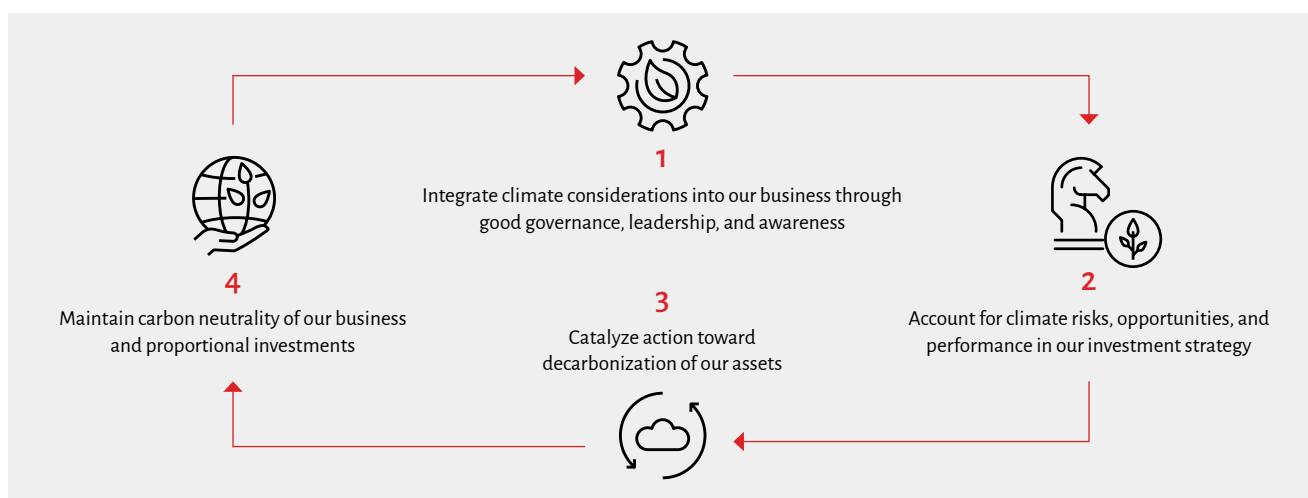 1
Integrate climate considerations into our business through
good governance, leadership, and awareness
2
Account for climate risks, opportunities, and
performance in our investment strategy
3
Catalyze action toward
decarbonization of our assets
4
Maintain carbon neutrality of our business
and proportional investments